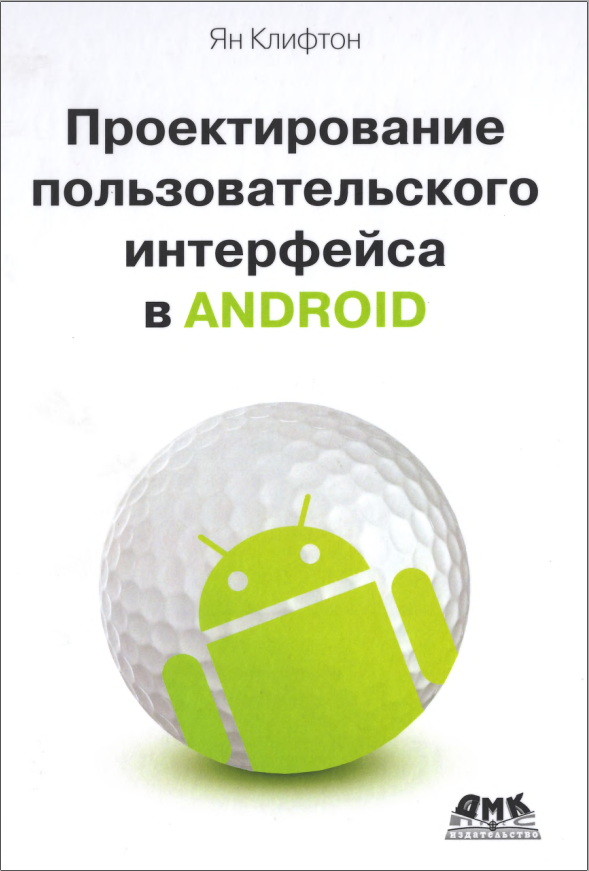 Ян Клифтон
Проектирование
пользовательского
интерфейса
в ANDROID
ДМК
издательство